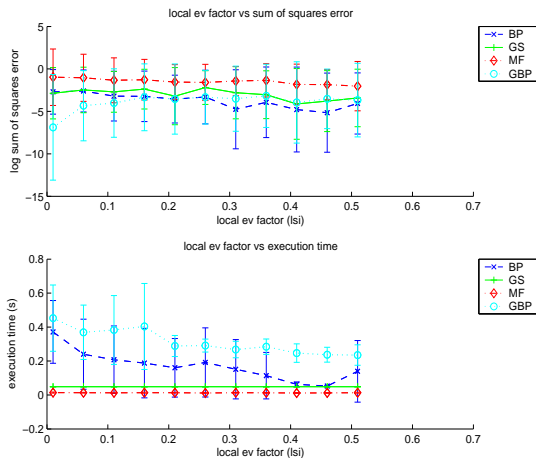 local ev factor vs sum of squares error
5
0
-5
-10
-15
log sum of squares error
0 0.1 0.2 0.3 0.4 0.5 0.6 0.7
local ev factor (lsi)
BP
GS
MF
GBP
local ev factor vs execution time
0.8
0.6
0.4
0.2
0
-0.2
execution time (s)
0 0.1 0.2 0.3 0.4 0.5 0.6 0.7
local ev factor (lsi)
BP
GS
MF
GBP